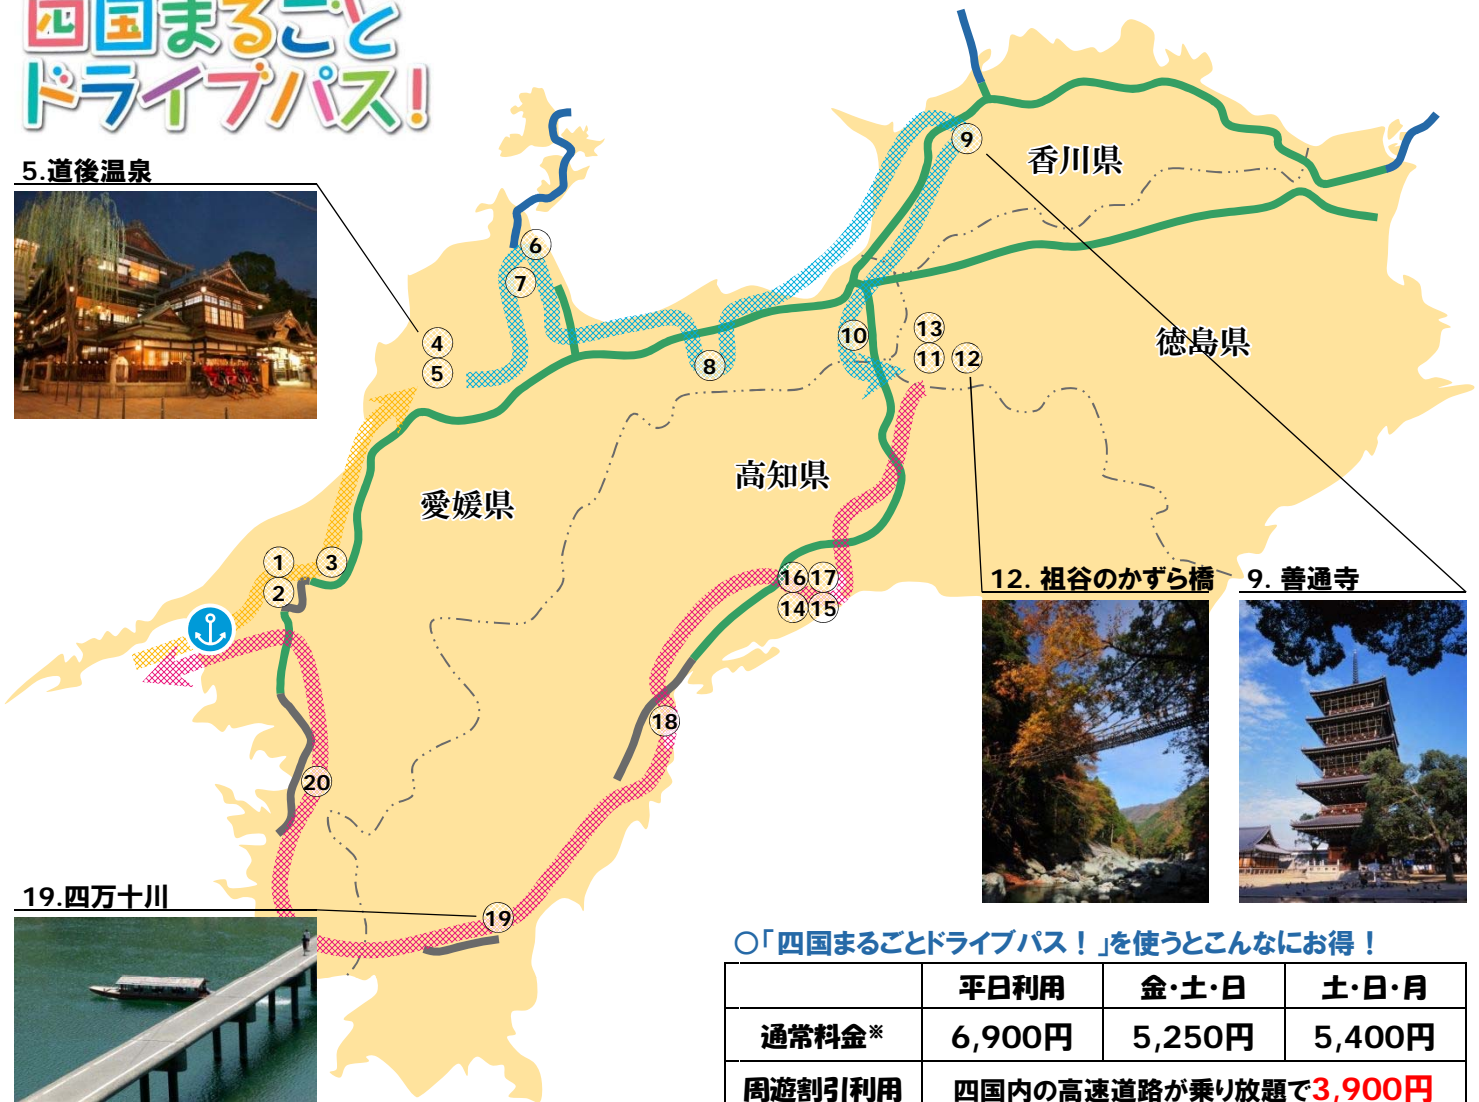 四国まるごと
ドライブパス!
5.道後温泉
香川県
徳島県
愛媛県
高知県
1
2
3
4
5
6
7
8
9
10
11
12
13
14
15
16
17
18
19
20
12. 祖谷のかずら橋
9. 善通寺
19.四万十川
○「四国まるごとドライブパス!」を使うとこんなにお得!
平日利用 金・土・日 土・日・月
通常料金※ 6,900円 5,250円 5,400円
周遊割引利用 四国内の高速道路が乗り放題で3,900円